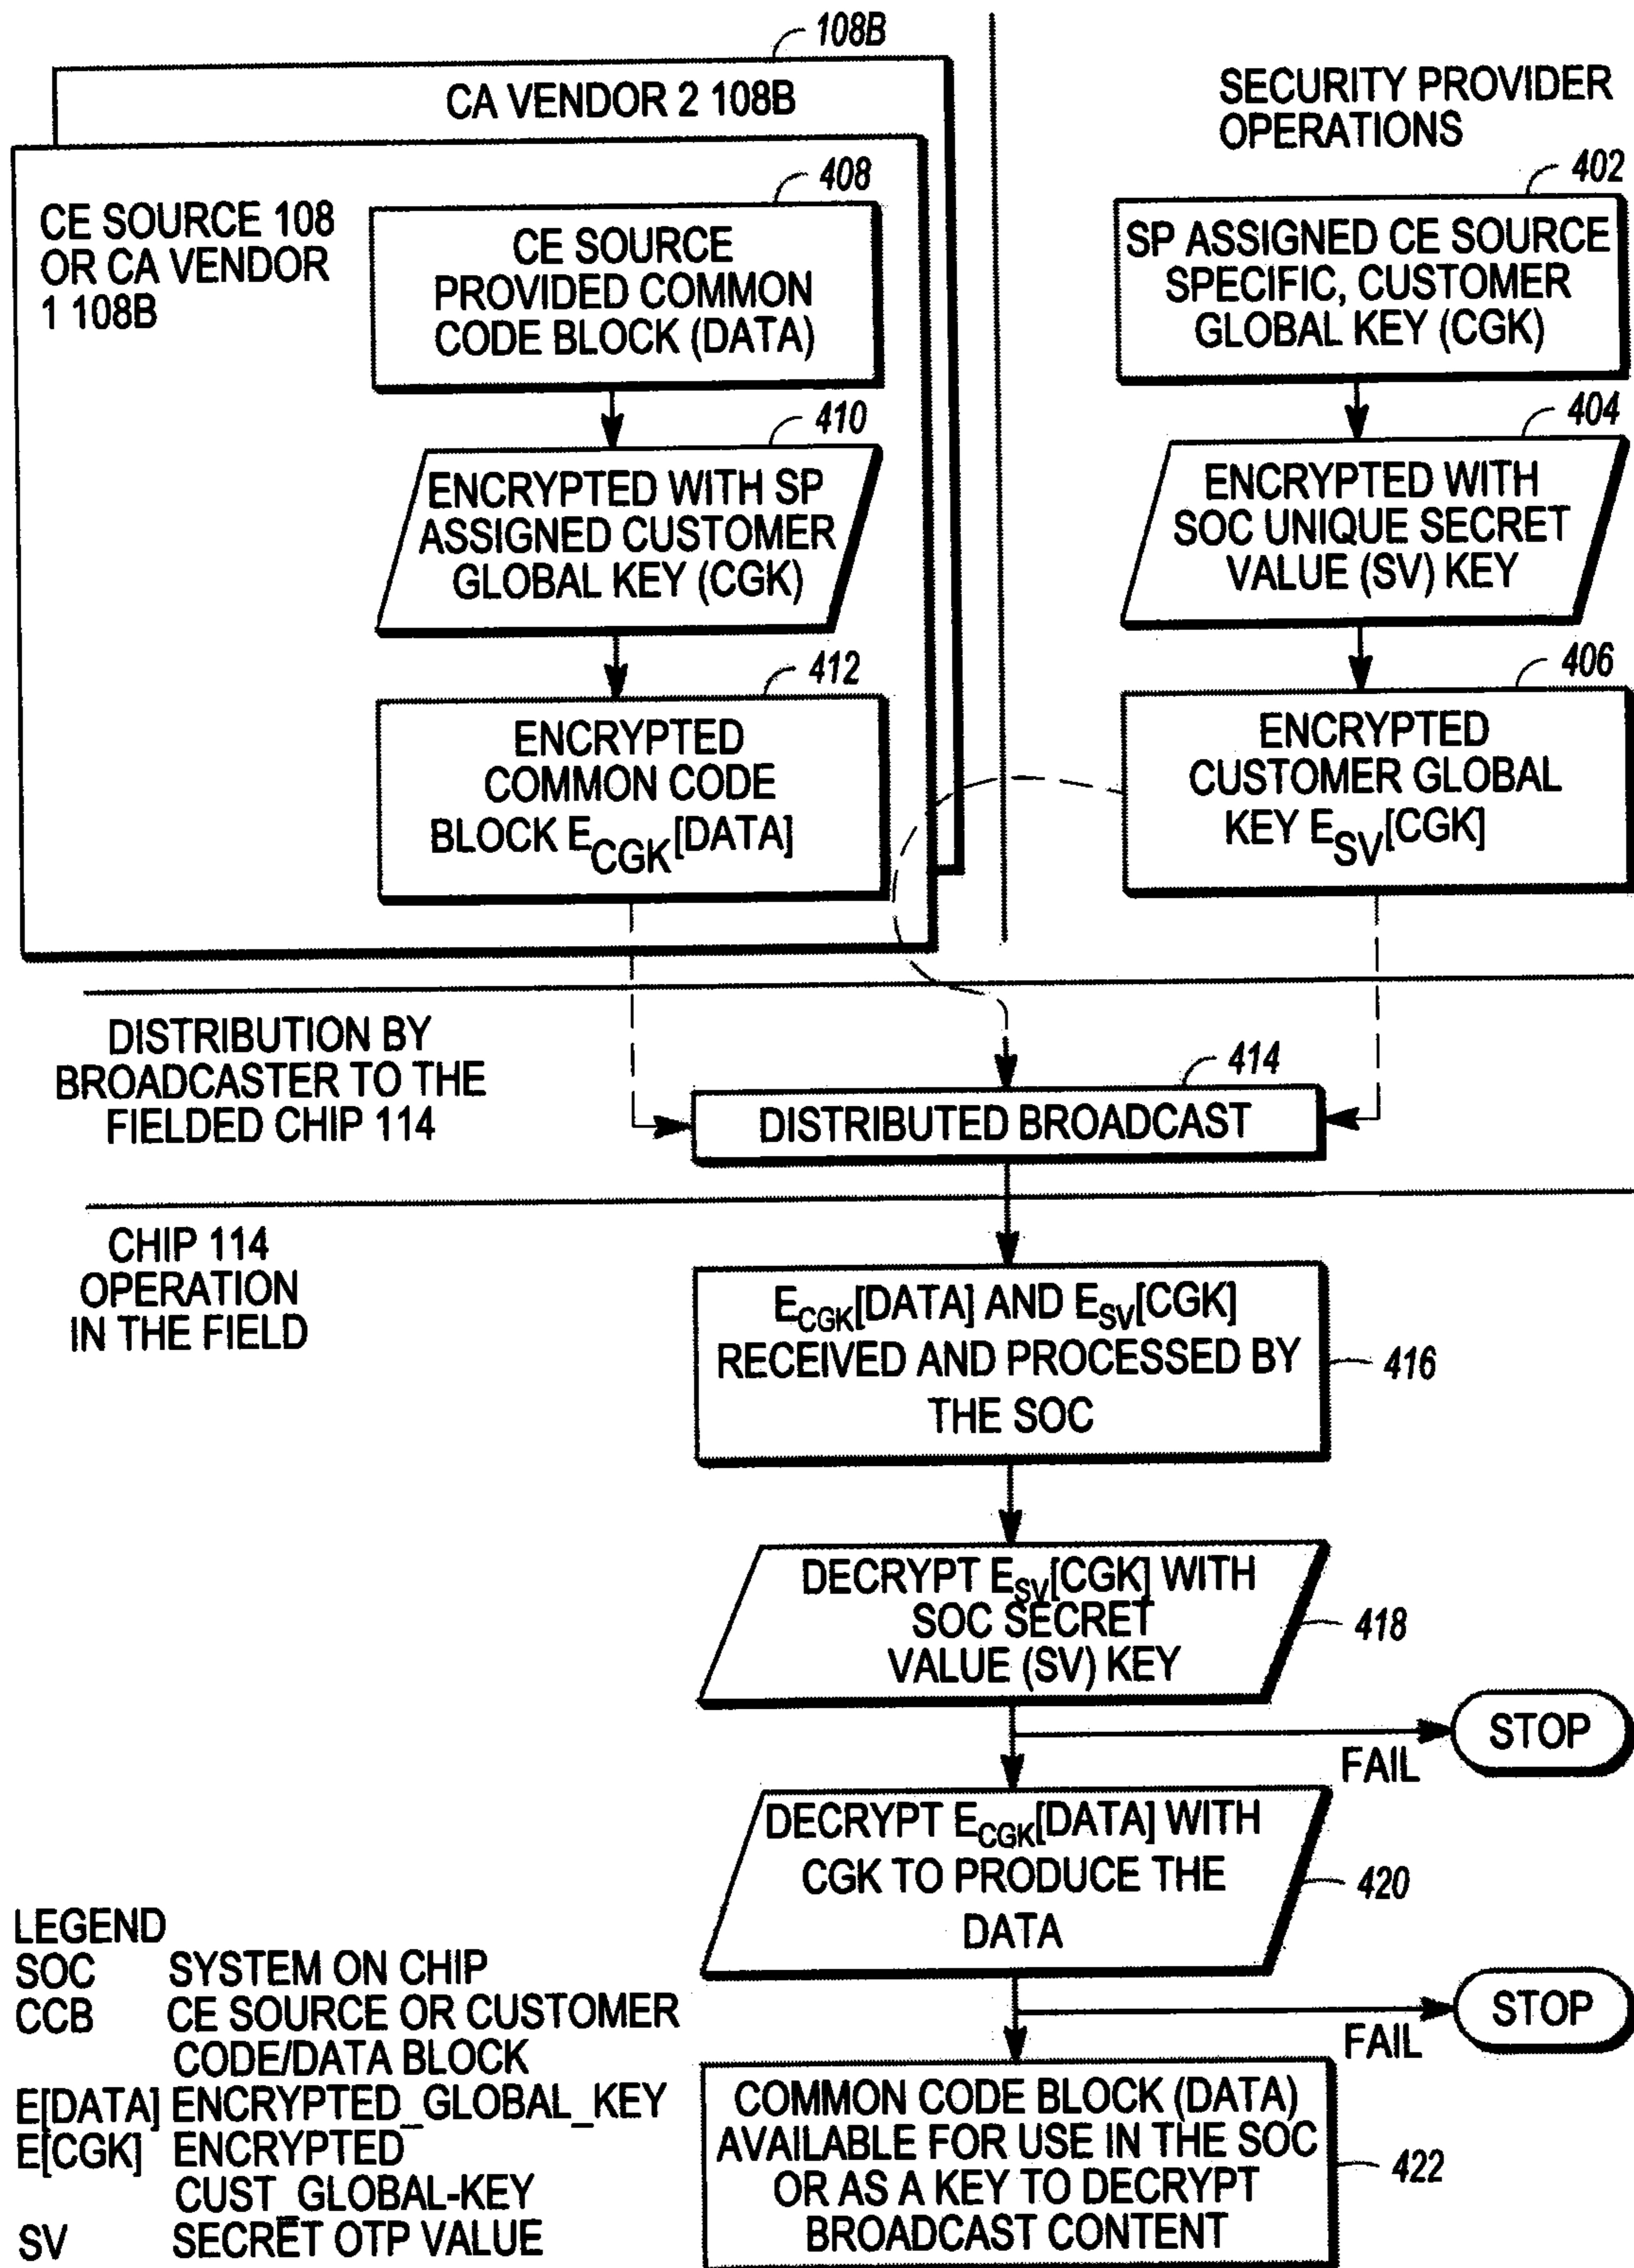 108B
CA VENDOR 2 108B
CE SOURCE 108
OR CA VENDOR
1 108B
408
CE SOURCE
PROVIDED COMMON
CODE BLOCK (DATA)
410
ENCRYPTED WITH SP
ASSIGNED CUSTOMER
GLOBAL KEY (CGK)
412
ENCRYPTED
COMMON CODE
BLOCK ECGK[DATA]
SECURITY PROVIDER
OPERATIONS
402
SP ASSIGNED CE SOURCE
SPECIFIC, CUSTOMER
GLOBAL KEY (CGK)
404
ENCRYPTED WITH
SOC UNIQUE SECRET
VALUE (SV) KEY
406
ENCRYPTED
CUSTOMER GLOBAL
KEY ESV[CGK]
DISTRIBUTION BY
BROADCASTER TO THE
FIELDED CHIP 114
414
DISTRIBUTED BROADCAST
CHIP 114
OPERATION
IN THE FIELD
ECGK[DATA] AND ESV[CGK]
RECEIVED AND PROCESSED BY
THE SOC
416
DECRYPT ESV[CGK] WITH
SOC SECRET
VALUE (SV) KEY
418
STOP
FAIL
DECRYPT ECGK[DATA] WITH
CGK TO PRODUCE THE
DATA
420
STOP
FAIL
COMMON CODE BLOCK (DATA)
AVAILABLE FOR USE IN THE SOC
OR AS A KEY TO DECRYPT
BROADCAST CONTENT
422
LEGEND
SOC SYSTEM ON CHIP
CCB CE SOURCE OR CUSTOMER
CODE/DATA BLOCK
E[DATA] ENCRYPTED_GLOBAL_KEY
E[CGK] ENCRYPTED
CUST_GLOBAL-KEY
SV SECRET OTP VALUE